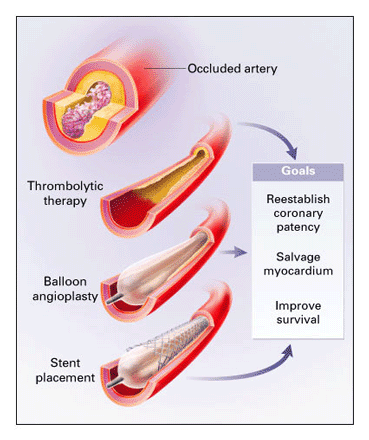 Occluded artery
Goals
Thrombolytic
therapy
Reestablish
coronary
patency
Salvage
myocardium
Balloon
angioplasty
Improve
survival
Stent
placement